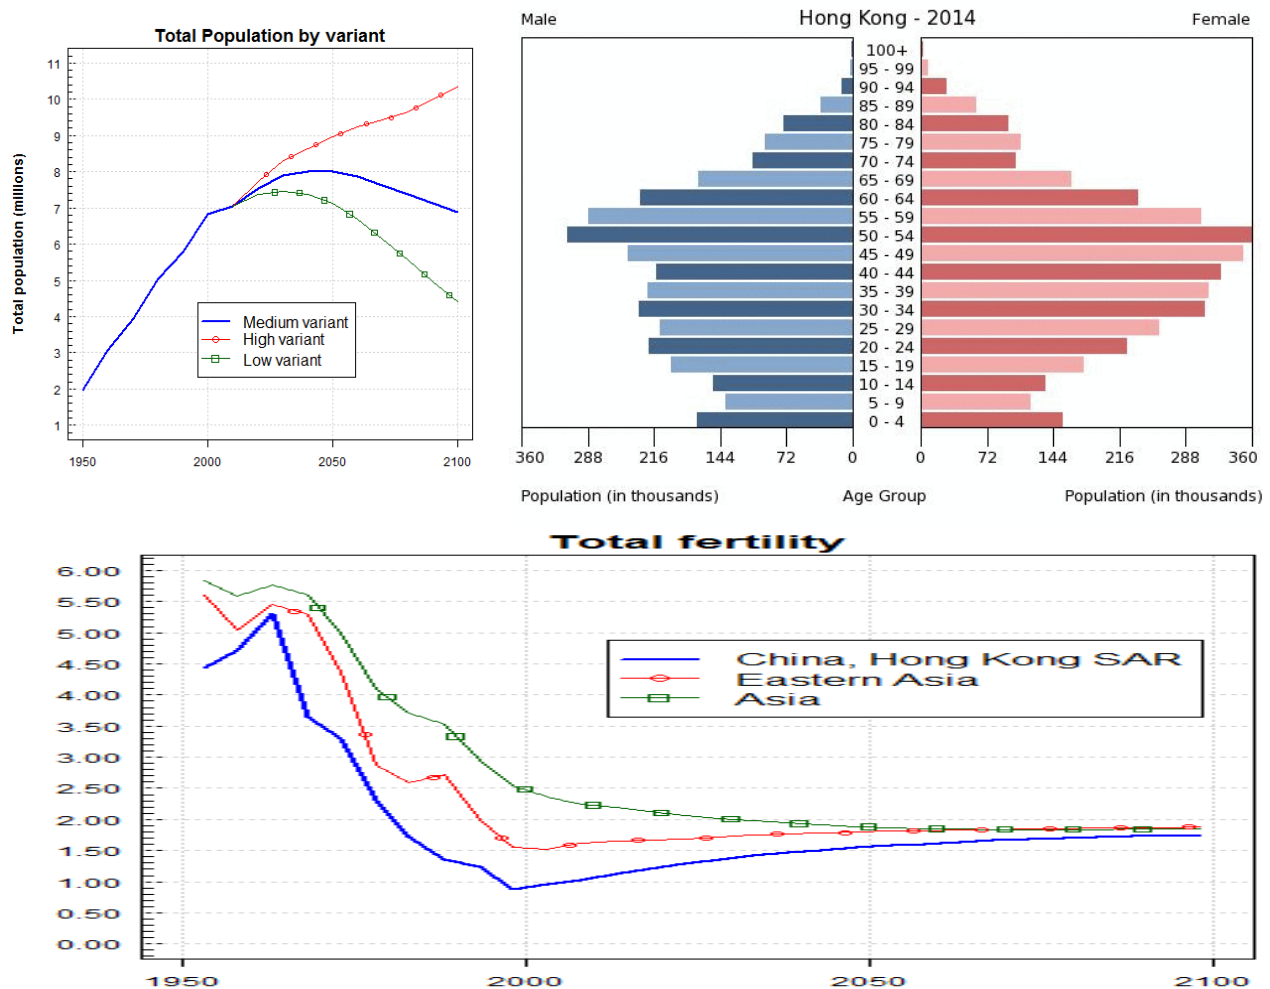 Total Population by variant
Total population (millions)
11
10
9
8
7
6
5
4
3
2
1
1950
2000
2050
2100
Medium variant
High variant
Low variant
Male
Hong Kong - 2014
Female
100+
95 - 99
90 - 94
85 - 89
80 - 84
75 - 79
70 - 74
65 - 69
60 - 64
55 - 59
50 - 54
45 - 49
40 - 44
35 - 39
30 - 34
25 - 29
20 - 24
15 - 19
10 - 14
5 - 9
0 - 4
360 288 216 144 72 0 0 72 144 216 288 360
Population (in thousands)
Age Group
Population (in thousands)
Total fertility
6.00
5.50
5.00
4.50
4.00
3.50
3.00
2.50
2.00
1.50
1.00
0.50
0.00
1950
2000
2050
2100
China, Hong Kong SAR
Eastern Asia
Asia